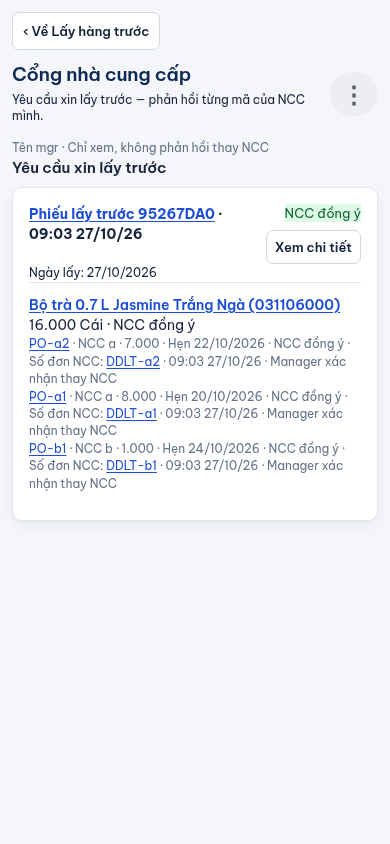 ‹ Về Lấy hàng trước
Cổng nhà cung cấp
Yêu cầu xin lấy trước — phản hồi từng mã của NCC
mình.
⋮
Tên mgr · Chỉ xem, không phản hồi thay NCC
Yêu cầu xin lấy trước
Phiếu lấy trước 95267DA0 ·
09:03 27/10/26
NCC đồng ý
Xem chi tiết
Ngày lấy: 27/10/2026
Bộ trà 0.7 L Jasmine Trắng Ngà (031106000)
16.000 Cái · NCC đồng ý
PO-a2 · NCC a · 7.000 · Hẹn 22/10/2026 · NCC đồng ý ·
Số đơn NCC: DDLT-a2 · 09:03 27/10/26 · Manager xác
nhận thay NCC
PO-a1 · NCC a · 8.000 · Hẹn 20/10/2026 · NCC đồng ý ·
Số đơn NCC: DDLT-a1 · 09:03 27/10/26 · Manager xác
nhận thay NCC
PO-b1 · NCC b · 1.000 · Hẹn 24/10/2026 · NCC đồng ý ·
Số đơn NCC: DDLT-b1 · 09:03 27/10/26 · Manager xác
nhận thay NCC